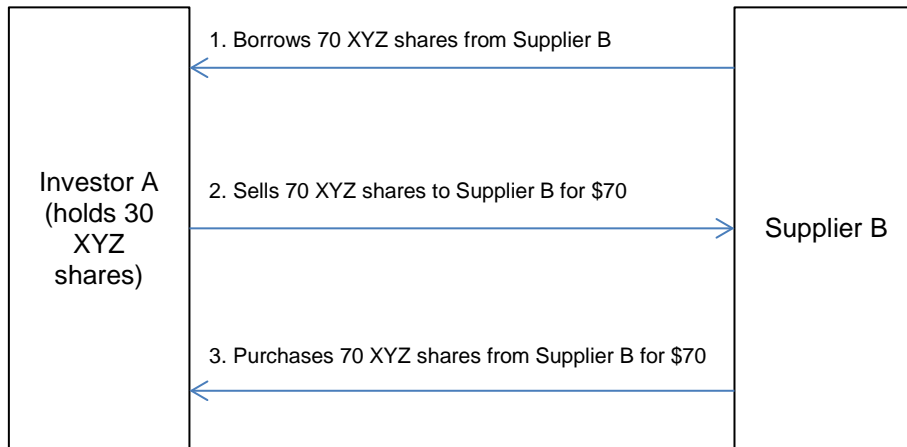 1. Borrows 70 XYZ shares from Supplier B
Investor A
(holds 30
XYZ
shares)
2. Sells 70 XYZ shares to Supplier B for $70
Supplier B
3. Purchases 70 XYZ shares from Supplier B for $70